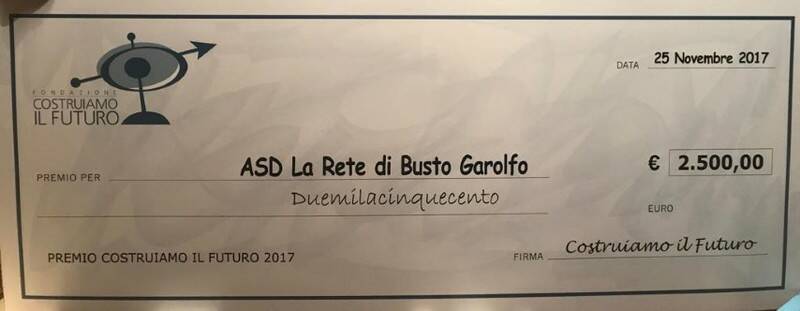 DATA 25 Novembre 2017
FONDAZIONE
COSTRUIAMO
IL FUTURO
PREMIO PER ASD La Rete di Busto Garolfo € 2.500,00
Duemilacinquecento
EURO
PREMIO COSTRUIAMO IL FUTURO 2017 FIRMA Costruiamo il Futuro